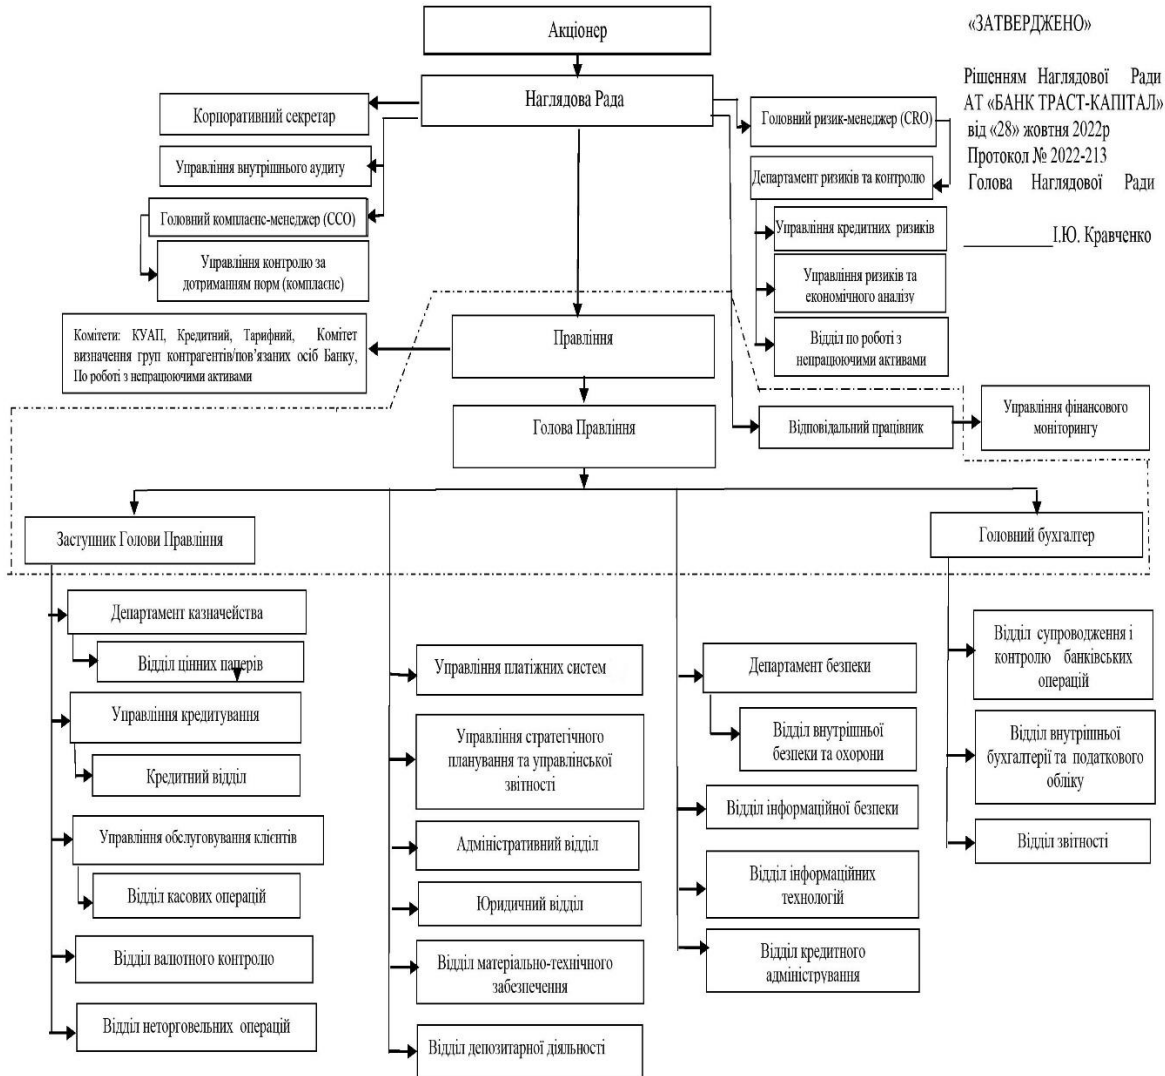 Акціонер
«ЗАТВЕРДЖЕНО»
Рішенням Наглядової Ради
АТ «БАНК ТРАСТ-КАПІТАЛ»
від «28» жовтня 2022р
Протокол № 2022-213
Голова Наглядової Ради
__________І.Ю. Кравченко
Наглядова Рада
Корпоративний секретар
Управління внутрішнього аудиту
Головний комплаєнс-менеджер (ССО)
Управління контролю за
дотриманням норм (комплаєнс)
Головний ризик-менеджер (CRO)
Департамент ризиків та контролю
Управління кредитних ризиків
Управління ризиків та
економічного аналізу
Відділ по роботі з
непрацюючими активами
Комітети: КУАП, Кредитний, Тарифний, Комітет
визначення груп контрагентів/пов’язаних осіб Банку,
По роботі з непрацюючими активами
Правління
Голова Правління
Відповідальний працівник
Управління фінансового
моніторингу
Заступник Голови Правління
Головний бухгалтер
Департамент казначейства
Відділ цінних паперів
Управління кредитування
Кредитний відділ
Управління обслуговування клієнтів
Відділ касових операцій
Відділ валютного контролю
Відділ неторговельних операцій
Управління платіжних систем
Управління стратегічного
планування та управлінської
звітності
Адміністративний відділ
Юридичний відділ
Відділ матеріально-технічного
забезпечення
Відділ депозитарної діяльності
Департамент безпеки
Відділ внутрішньої
безпеки та охорони
Відділ інформаційної безпеки
Відділ інформаційних
технологій
Відділ кредитного
адміністрування
Відділ супроводження і
контролю банківських
операцій
Відділ внутрішньої
бухгалтерії та податкового
обліку
Відділ звітності